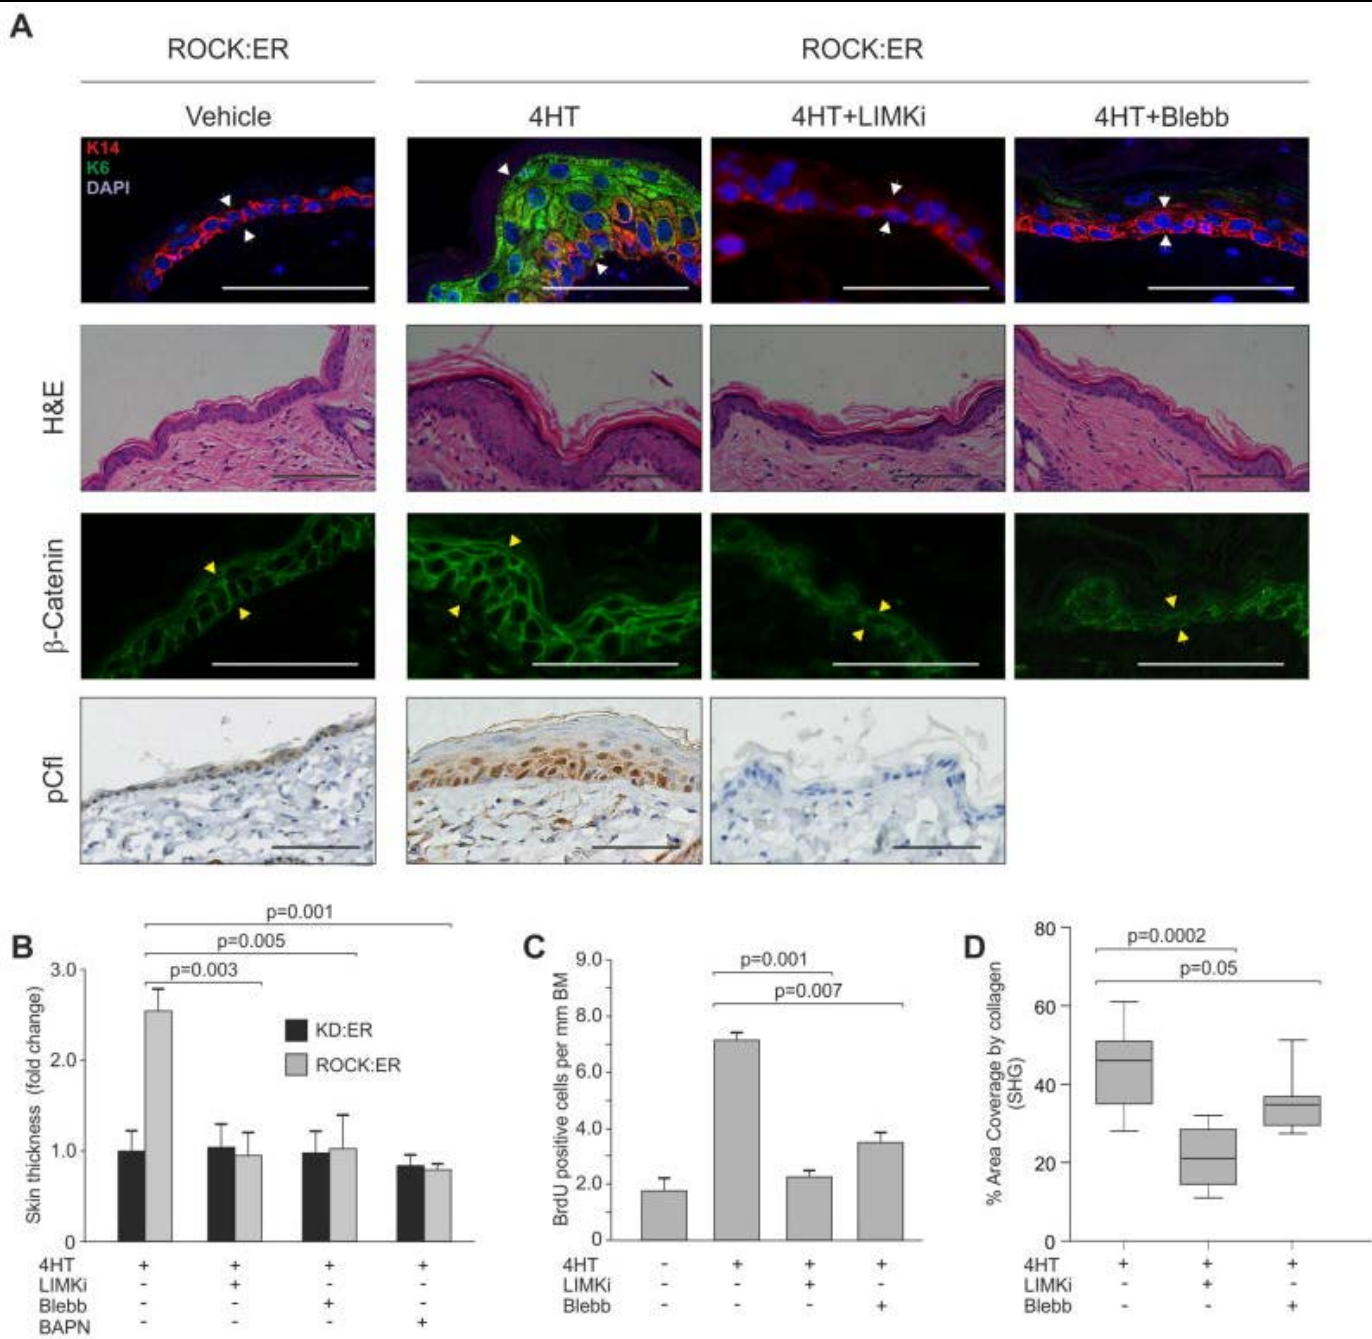 A
ROCK:ER
ROCK:ER
Vehicle
4HT
4HT+LIMKi
4HT+Blebb
K14
K6
DAPI
H&E
β-Catenin
pCfl
B
p=0.001
p=0.005
p=0.003
Skin thickness (fold change)
3.0
2.0
1.0
0
KD:ER
ROCK:ER
4HT + + + +
LIMKi - + - -
Blebb - - + -
BAPN - - - +
C
p=0.001
p=0.007
BrdU positive cells per mm BM
9.0
8.0
6.0
4.0
2.0
0
4HT - + + +
LIMKi - - + -
Blebb - - - +
D
p=0.0002
p=0.05
% Area Coverage by collagen
(SHG)
80
60
40
20
0
4HT + + +
LIMKi - + -
Blebb - - +